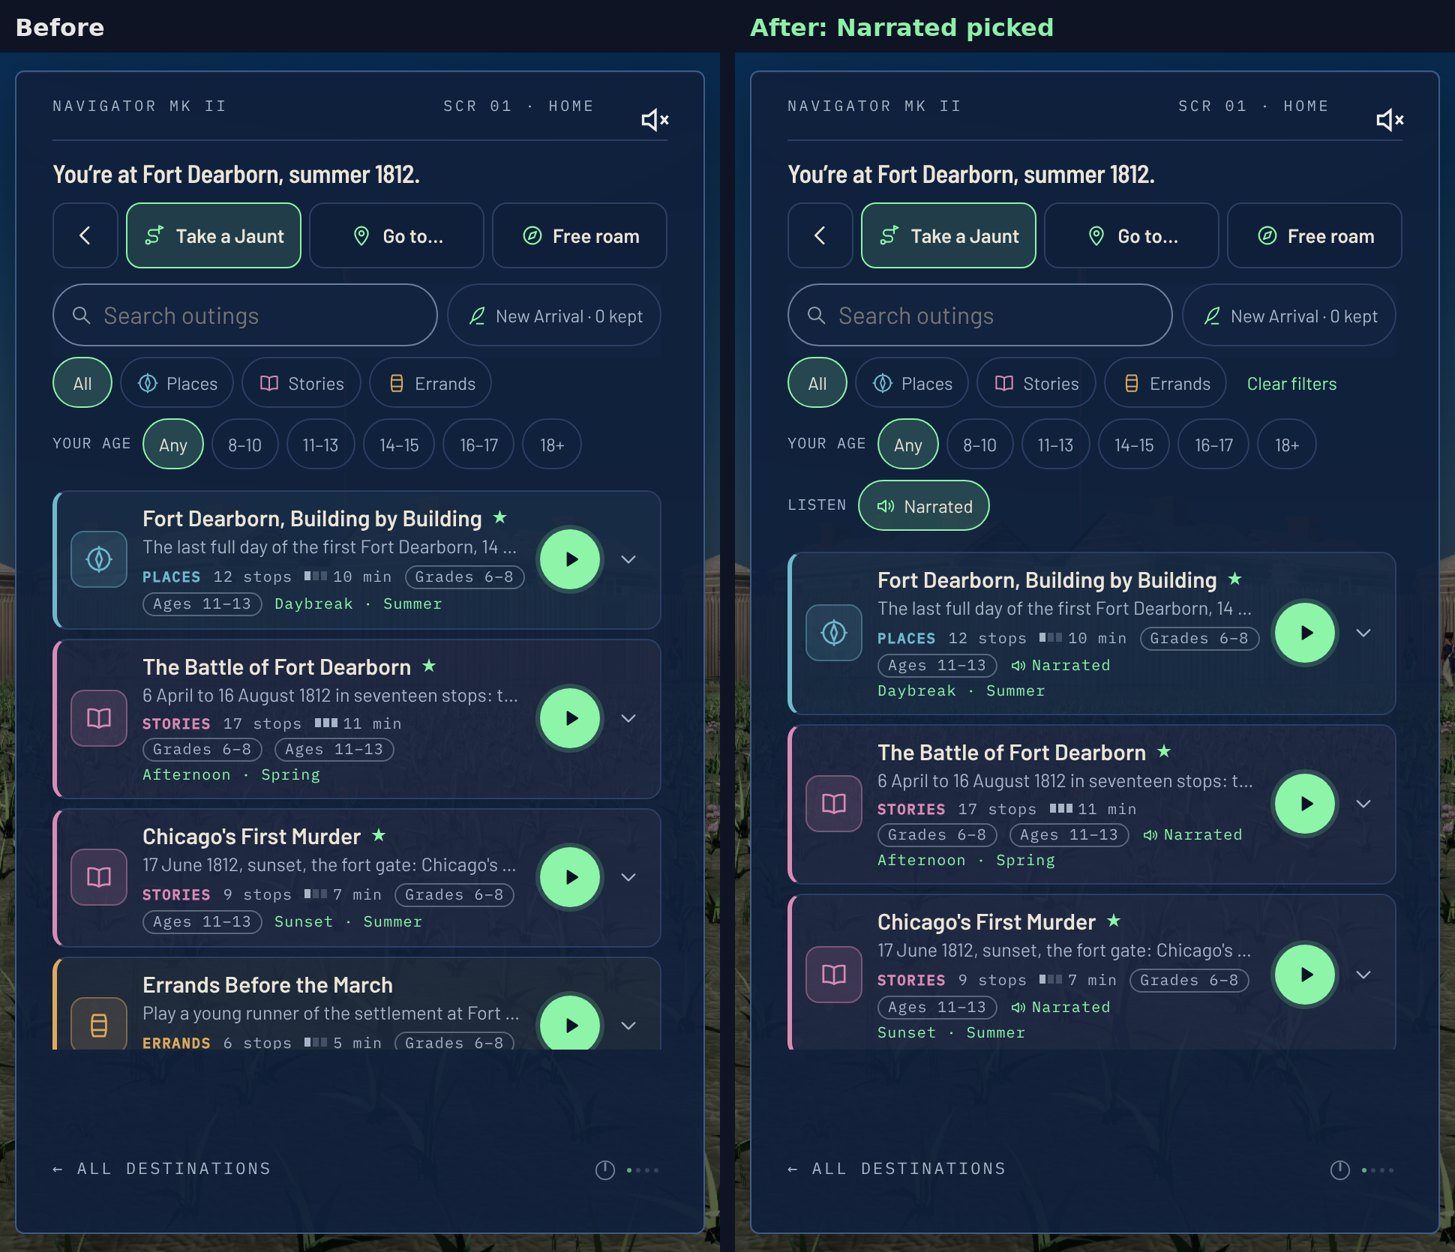 Before
NAVIGATOR MK II
SCR 01 · HOME
You’re at Fort Dearborn, summer 1812.
Take a Jaunt
Go to…
Free roam
Search outings
New Arrival · 0 kept
All
Places
Stories
Errands
YOUR AGE
Any
8–10
11–13
14–15
16–17
18+
Fort Dearborn, Building by Building ★
The last full day of the first Fort Dearborn, 14 …
PLACES 12 stops 10 min Grades 6–8
Ages 11–13 Daybreak · Summer
The Battle of Fort Dearborn ★
6 April to 16 August 1812 in seventeen stops: t…
STORIES 17 stops 11 min
Grades 6–8 Ages 11–13
Afternoon · Spring
Chicago's First Murder ★
17 June 1812, sunset, the fort gate: Chicago's …
STORIES 9 stops 7 min Grades 6–8
Ages 11–13 Sunset · Summer
Errands Before the March
Play a young runner of the settlement at Fort …
ERRANDS 6 stops 5 min Grades 6–8
← ALL DESTINATIONS
After: Narrated picked
NAVIGATOR MK II
SCR 01 · HOME
You’re at Fort Dearborn, summer 1812.
Take a Jaunt
Go to…
Free roam
Search outings
New Arrival · 0 kept
All
Places
Stories
Errands
Clear filters
YOUR AGE
Any
8–10
11–13
14–15
16–17
18+
LISTEN
Narrated
Fort Dearborn, Building by Building ★
The last full day of the first Fort Dearborn, 14 …
PLACES 12 stops 10 min Grades 6–8
Ages 11–13 Narrated
Daybreak · Summer
The Battle of Fort Dearborn ★
6 April to 16 August 1812 in seventeen stops: t…
STORIES 17 stops 11 min
Grades 6–8 Ages 11–13 Narrated
Afternoon · Spring
Chicago's First Murder ★
17 June 1812, sunset, the fort gate: Chicago's …
STORIES 9 stops 7 min Grades 6–8
Ages 11–13 Narrated
Sunset · Summer
← ALL DESTINATIONS